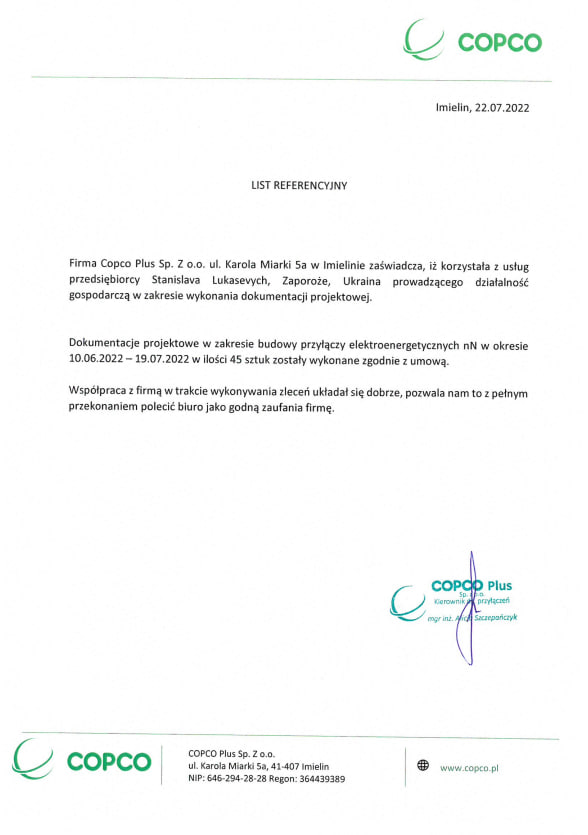 COPCO
Imielin, 22.07.2022
LIST REFERENCYJNY
Firma Copco Plus Sp. Z o.o. ul. Karola Miarki 5a w Imielinie zaświadcza, iż korzystała z usług
przedsiębiorcy Stanislava Lukasevych, Zaporoże, Ukraina prowadzącego działalność
gospodarczą w zakresie wykonania dokumentacji projektowej.
Dokumentacje projektowe w zakresie budowy przyłączy elektroenergetycznych nN w okresie
10.06.2022 – 19.07.2022 w ilości 45 sztuk zostały wykonane zgodnie z umową.
Współpraca z firmą w trakcie wykonywania zleceń układał się dobrze, pozwala nam to z pełnym
przekonaniem polecić biuro jako godną zaufania firmę.
COPCO Plus
Sp. z o.o.
Kierownik przyłączeń
mgr inż. Szczepańczyk
COPCO
COPCO Plus Sp. Z o.o.
ul. Karola Miarki 5a, 41-407 Imielin
NIP: 646-294-28-28 Regon: 364439389
www.copco.pl